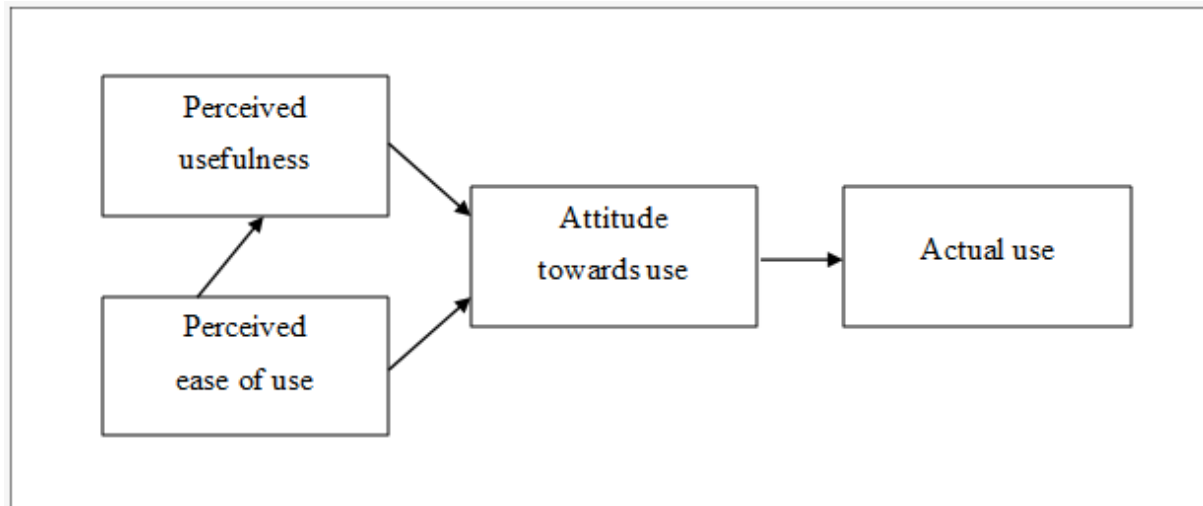 Perceived
usefulness
Perceived
ease of use
Attitude
towards use
Actual use